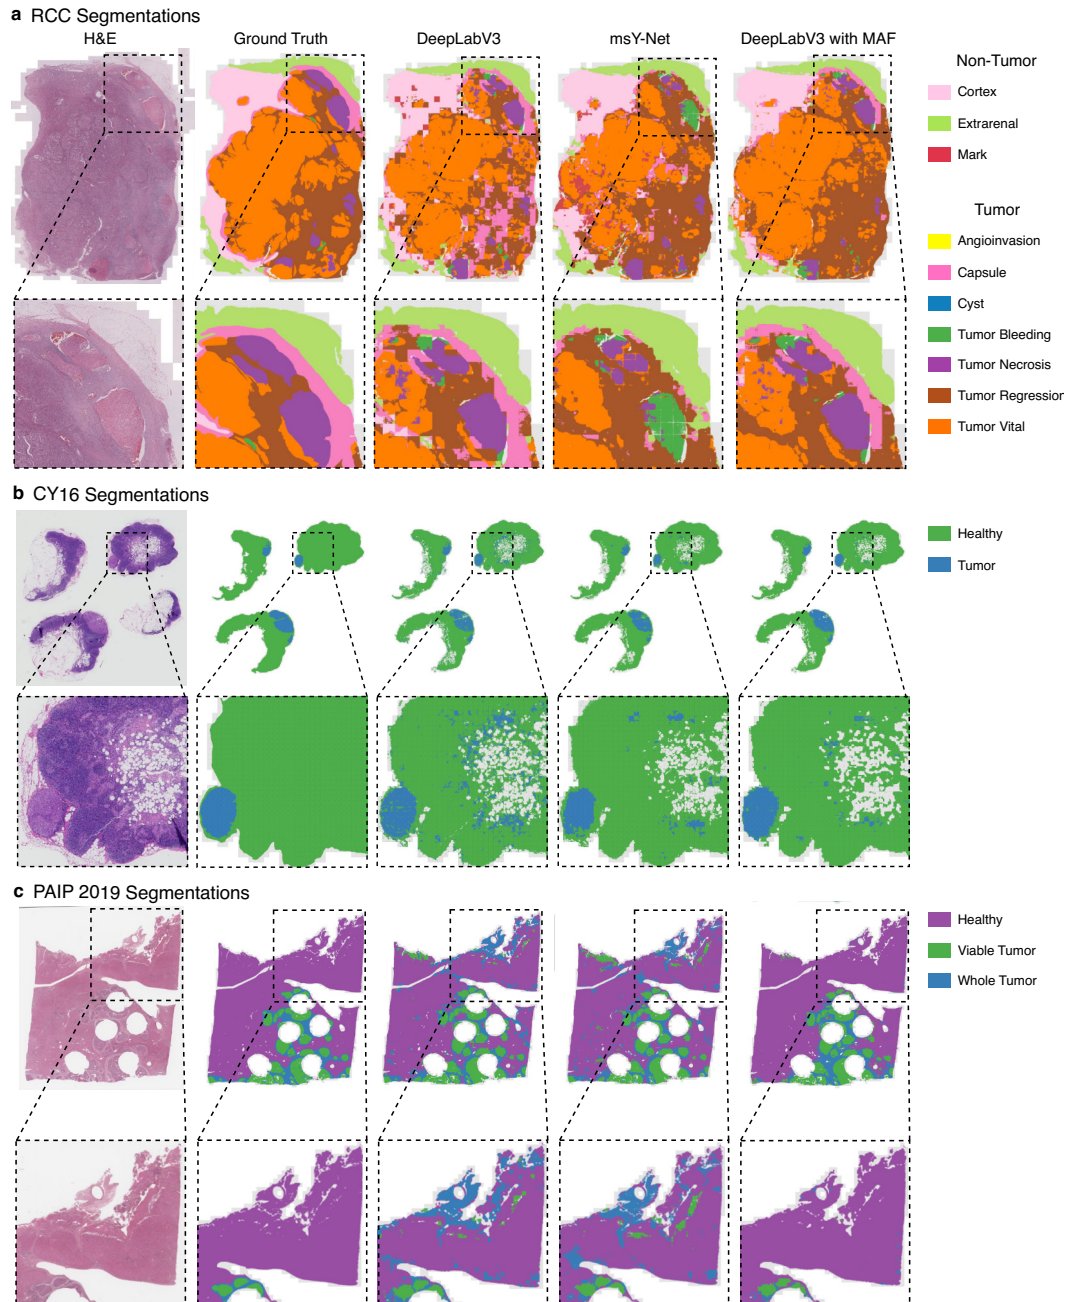 a RCC Segmentations
H&E
Ground Truth
DeepLabV3
msY-Net
DeepLabV3 with MAF
Non-Tumor
Cortex
Extrarenal
Mark
Tumor
Angioinvasion
Capsule
Cyst
Tumor Bleeding
Tumor Necrosis
Tumor Regression
Tumor Vital
b CY16 Segmentations
Healthy
Tumor
c PAIP 2019 Segmentations
Healthy
Viable Tumor
Whole Tumor